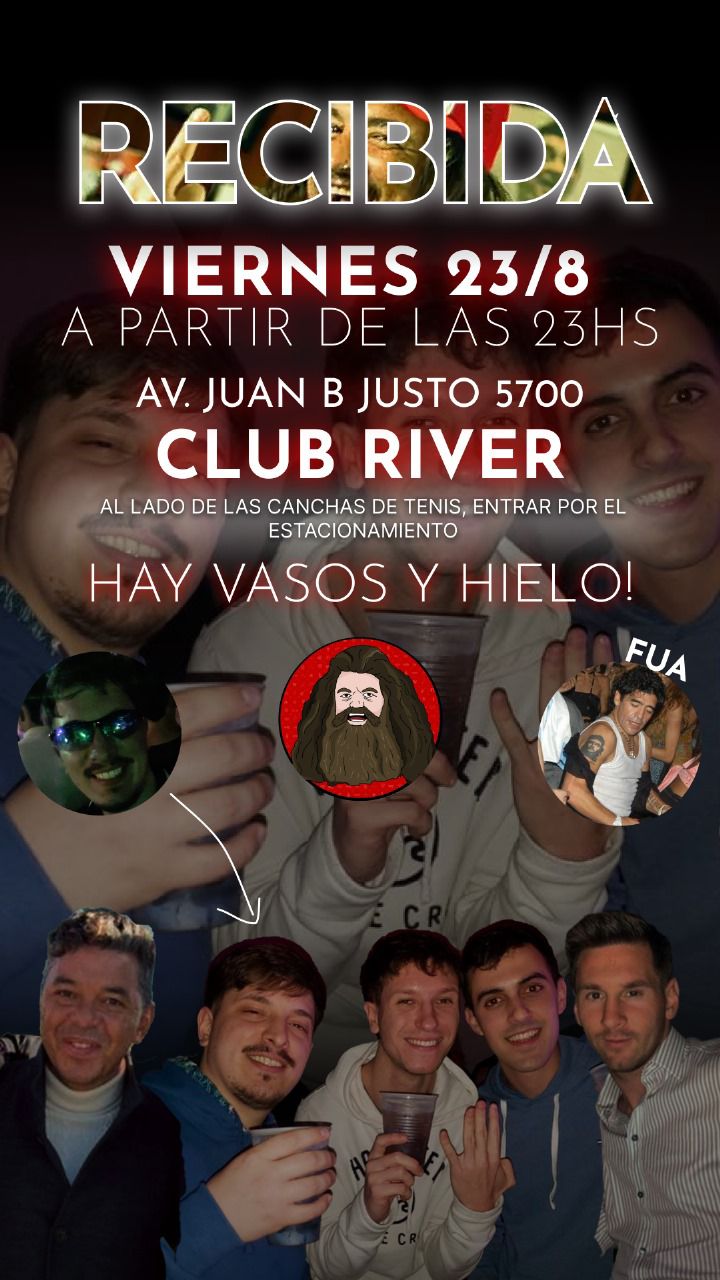 RECIBIDA
VIERNES 23/8
A PARTIR DE LAS 23HS
AV. JUAN B JUSTO 5700
CLUB RIVER
AL LADO DE LAS CANCHAS DE TENIS, ENTRAR POR EL
ESTACIONAMIENTO
HAY VASOS Y HIELO!
FUA